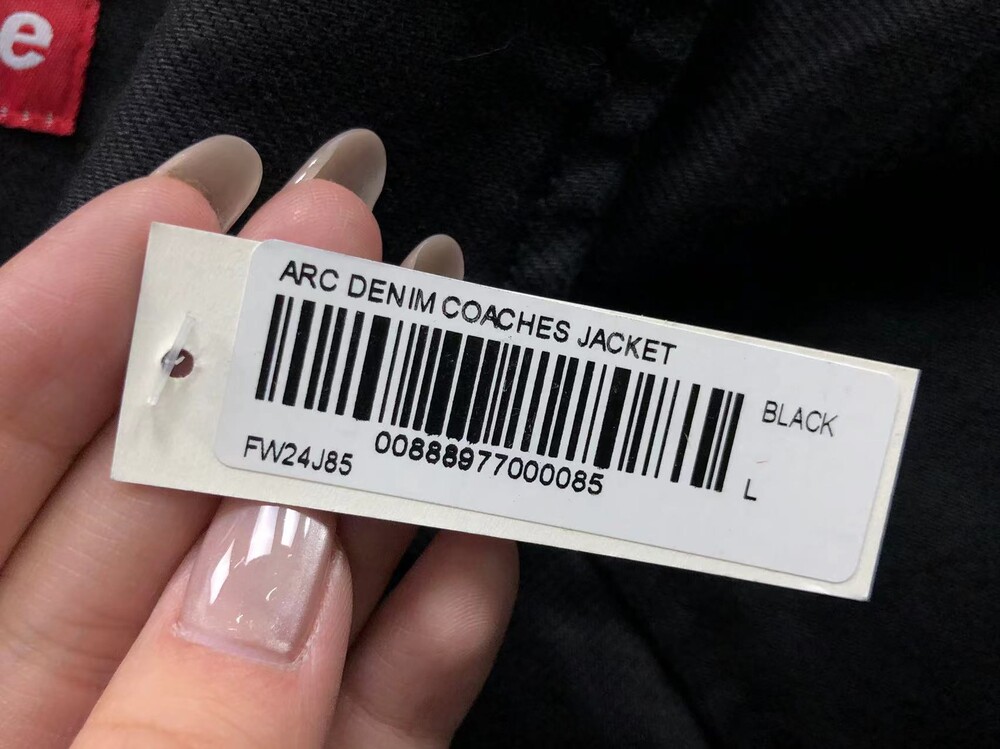 e
ARC DENIM COACHES JACKET
BLACK
FW24J85
00888977000085
L